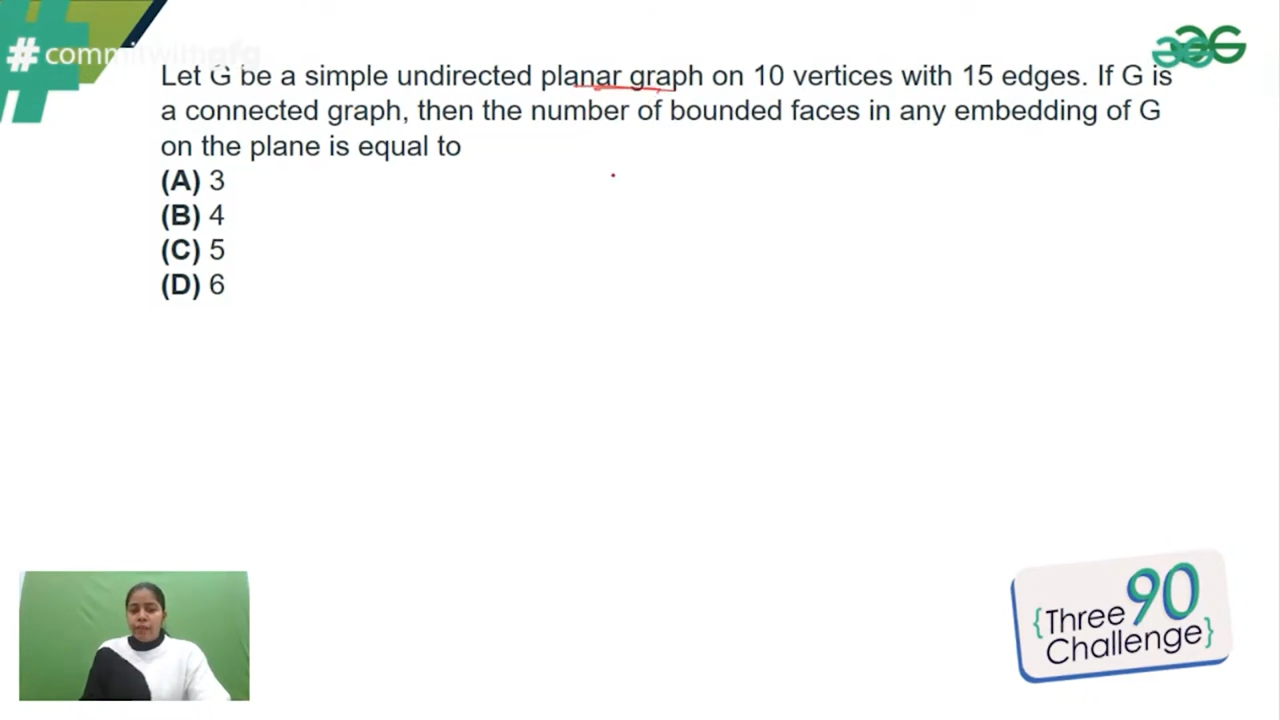 #commitwithgfg
Let G be a simple undirected planar graph on 10 vertices with 15 edges. If G is
a connected graph, then the number of bounded faces in any embedding of G
on the plane is equal to
(A) 3
(B) 4
(C) 5
(D) 6
{Three 90
Challenge}